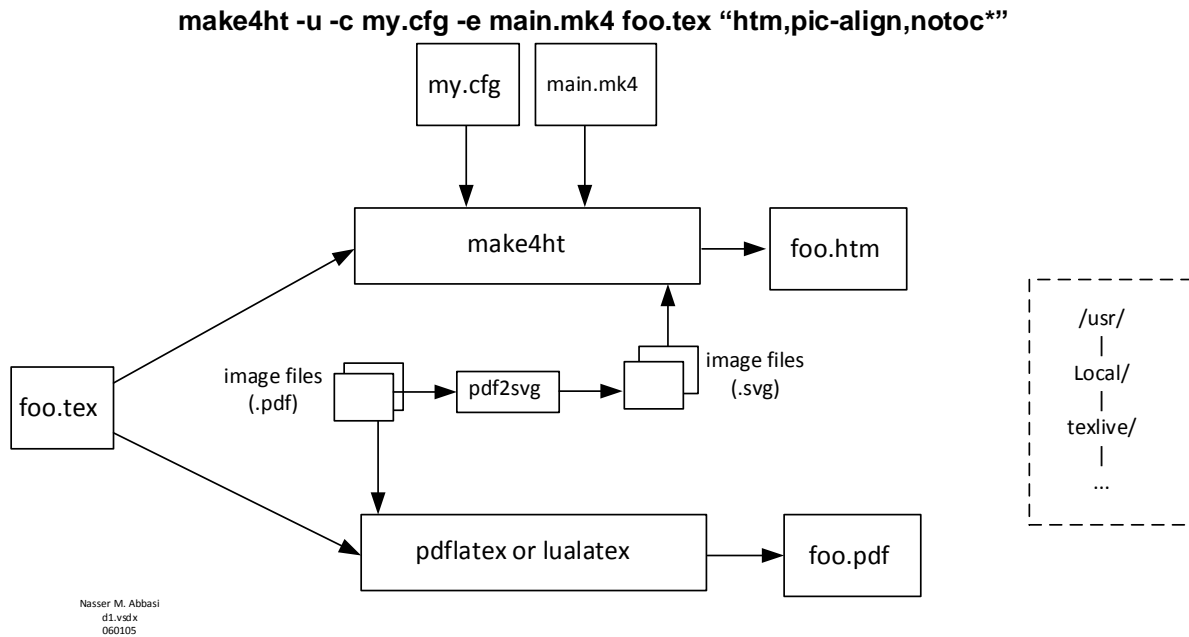 make4ht -u -c my.cfg -e main.mk4 foo.tex “htm,pic-align,notoc*”
my.cfg
main.mk4
make4ht
foo.htm
foo.tex
image files
(.pdf)
pdf2svg
image files
(.svg)
pdflatex or lualatex
foo.pdf
/usr/
Local/
texlive/
...
Nasser M. Abbasi
d1.vsdx
060105